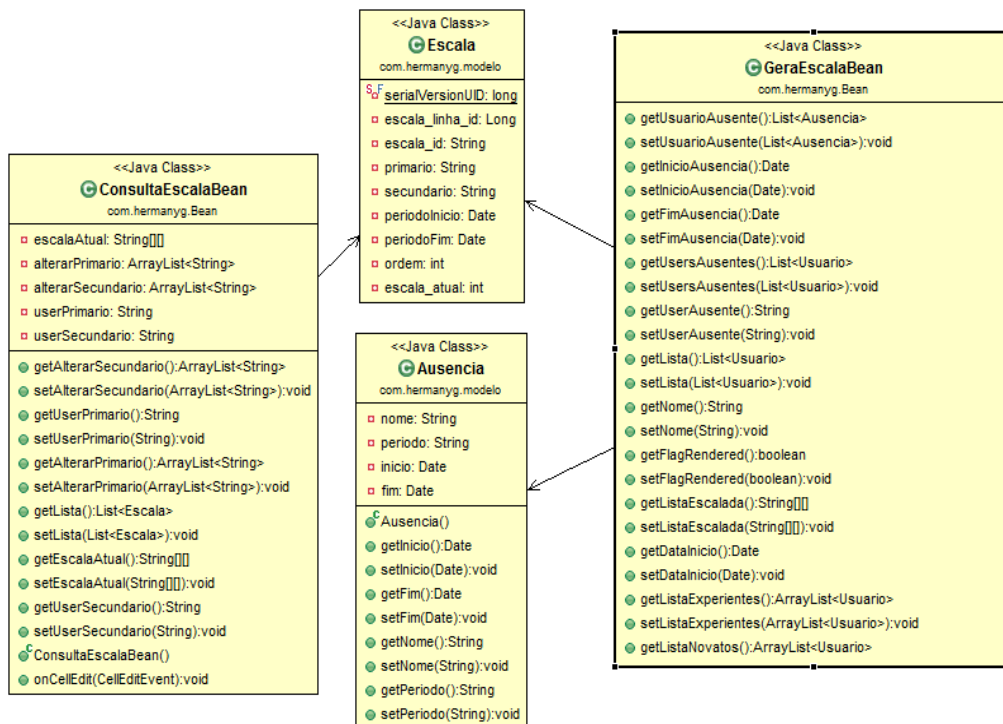 <<Java Class>>
C Escala
com.hermanyg.modelo
S F serialVersionUID: long
escala_linha_id: Long
escala_id: String
primario: String
secundario: String
periodoInicio: Date
periodoFim: Date
ordem: int
escala_atual: int
<<Java Class>>
C GeraEscalaBean
com.hermanyg.Bean
getUsuarioAusente():List<Ausencia>
setUsuarioAusente(List<Ausencia>):void
getInicioAusencia():Date
setInicioAusencia(Date):void
getFimAusencia():Date
setFimAusencia(Date):void
getUsersAusentes():List<Usuario>
setUsersAusentes(List<Usuario>):void
getUserAusente():String
setUserAusente(String):void
getLista():List<Usuario>
setLista(List<Usuario>):void
getNome():String
setNome(String):void
getFlagRendered():boolean
setFlagRendered(boolean):void
getListaEscalada():String[][]
setListaEscalada(String[][]):void
getDataInicio():Date
setDataInicio(Date):void
getListaExperientes():ArrayList<Usuario>
setListaExperientes(ArrayList<Usuario>):void
getListaNovatos():ArrayList<Usuario>
<<Java Class>>
C ConsultaEscalaBean
com.hermanyg.Bean
escalaAtual: String[][]
alterarPrimario: ArrayList<String>
alterarSecundario: ArrayList<String>
userPrimario: String
userSecundario: String
getAlterarSecundario():ArrayList<String>
setAlterarSecundario(ArrayList<String>):void
getUserPrimario():String
setUserPrimario(String):void
getAlterarPrimario():ArrayList<String>
setAlterarPrimario(ArrayList<String>):void
getLista():List<Escala>
setLista(List<Escala>):void
getEscalaAtual():String[][]
setEscalaAtual(String[][]):void
getUserSecundario():String
setUserSecundario(String):void
C ConsultaEscalaBean()
onCellEdit(CellEditEvent):void
<<Java Class>>
C Ausencia
com.hermanyg.modelo
nome: String
periodo: String
inicio: Date
fim: Date
C Ausencia()
getInicio():Date
setInicio(Date):void
getFim():Date
setFim(Date):void
getNome():String
setNome(String):void
getPeriodo():String
setPeriodo(String):void